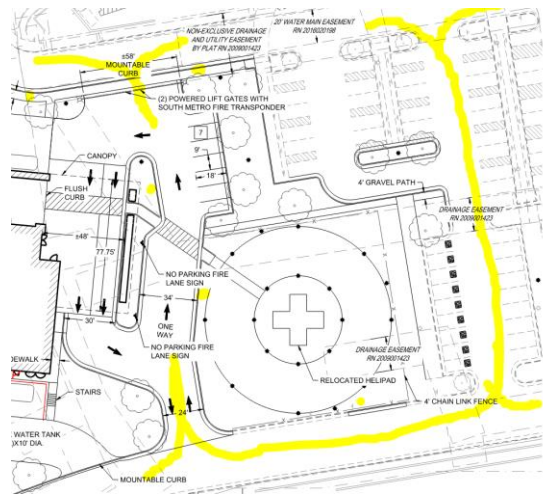 ±58'
MOUNTABLE
CURB
NON-EXCLUSIVE DRAINAGE
AND UTILITY EASEMENT
BY PLAT RN 2009001423
20' WATER MAIN EASEMENT
RN 2016020198
(2) POWERED LIFT GATES WITH
SOUTH METRO FIRE TRANSPONDER
7
9'
18'
CANOPY
FLUSH
CURB
4' GRAVEL PATH
DRAINAGE EASEMENT
RN 2009001423
±48'
77.75'
NO PARKING FIRE
LANE SIGN
34'
30'
ONE
WAY
NO PARKING FIRE
LANE SIGN
DRAINAGE EASEMENT
RN 2009001423
RELOCATED HELIPAD
DEWALK
STAIRS
24'
4' CHAIN LINK FENCE
WATER TANK
)X10' DIA.
MOUNTABLE CURB